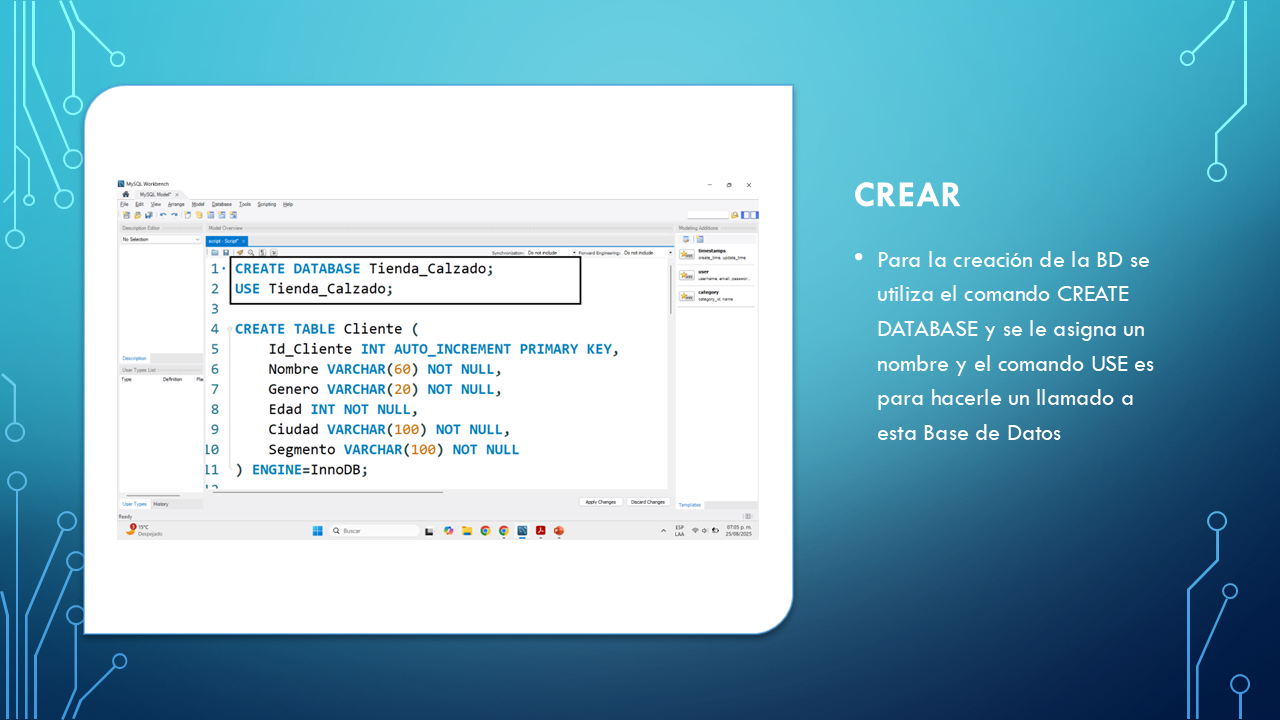 MySQL Workbench
MySQL Model*
File Edit View Arrange Model Database Tools Scripting Help
Description Editor
Model Overview
Modeling Additions
No Selection
script - Script*
Synchronization: Do not include
Forward Engineering: Do not include
timestamps
create_time, update_time
user
username, email, passwor...
category
category_id, name
1 CREATE DATABASE Tienda_Calzado;
2 USE Tienda_Calzado;
3
4 CREATE TABLE Cliente (
5 Id_Cliente INT AUTO_INCREMENT PRIMARY KEY,
6 Nombre VARCHAR(60) NOT NULL,
7 Genero VARCHAR(20) NOT NULL,
8 Edad INT NOT NULL,
9 Ciudad VARCHAR(100) NOT NULL,
10 Segmento VARCHAR(100) NOT NULL
11 ) ENGINE=InnoDB;
12
Description
User Types List
Type Definition Fla
User Types History
Apply Changes Discard Changes
Templates
Ready
15°C
Despejado
Buscar
ESP
LAA
07:05 p. m.
25/08/2025
CREAR
• Para la creación de la BD se
utiliza el comando CREATE
DATABASE y se le asigna un
nombre y el comando USE es
para hacerle un llamado a
esta Base de Datos